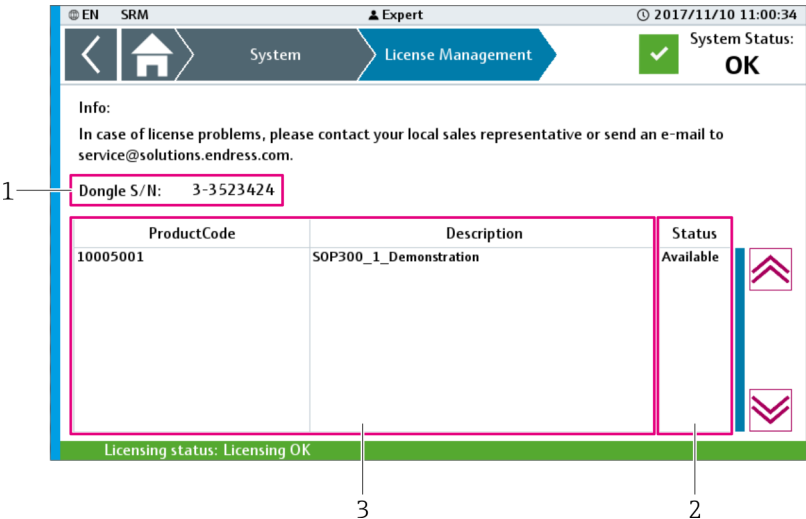 EN SRM Expert 2017/11/10 11:00:34
System License Management System Status:
OK
Info:
In case of license problems, please contact your local sales representative or send an e-mail to
service@solutions.endress.com.
1
Dongle S/N: 3-3523424
ProductCode Description Status
10005001 SOP300_1_Demonstration Available
Licensing status: Licensing OK
3 2